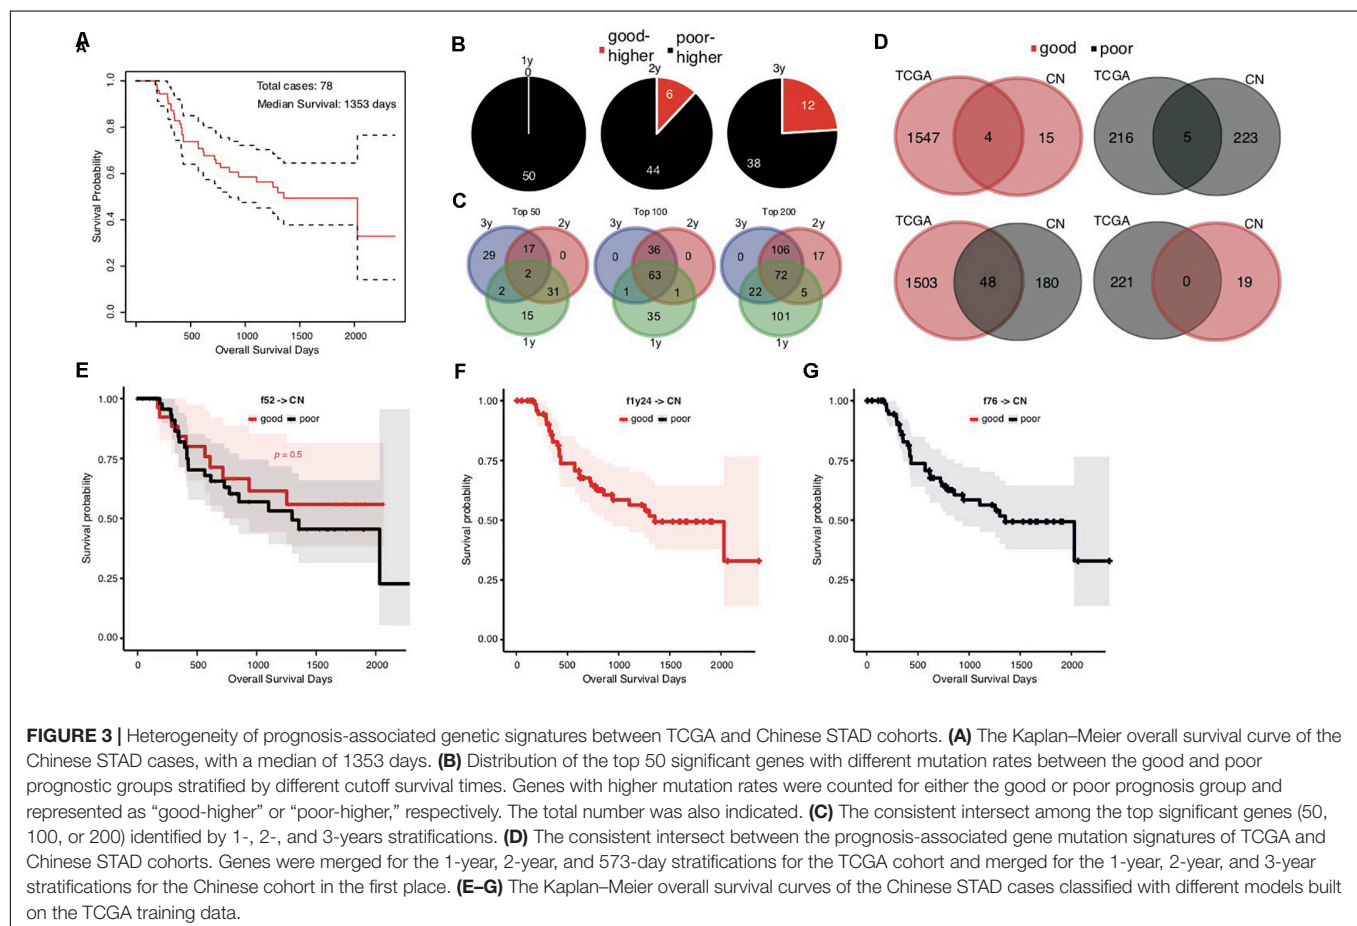 A
A
Total cases: 78
Median Survival: 1353 days
Survival Probability
1.0
0.8
0.6
0.4
0.2
0.0
500
1000
1500
2000
Overall Survival Days
B
good-higher
poor-higher
1y
0
50
2y
6
44
3y
12
38
C
Top 50
3y
2y
29
17
0
2
2
31
15
1y
Top 100
3y
2y
0
36
0
63
1
1
35
1y
Top 200
3y
2y
0
106
17
72
22
5
101
1y
D
good
poor
TCGA
CN
1547
4
15
TCGA
CN
216
5
223
TCGA
CN
1503
48
180
TCGA
CN
221
0
19
E
f52 -> CN
good
poor
p = 0.5
Survival probability
1.00
0.75
0.50
0.25
0.00
0
500
1000
1500
2000
Overall Survival Days
F
f1y24 -> CN
good
poor
Survival probability
1.00
0.75
0.50
0.25
0.00
0
500
1000
1500
2000
Overall Survival Days
G
f76 -> CN
good
poor
Survival probability
1.00
0.75
0.50
0.25
0.00
0
500
1000
1500
2000
Overall Survival Days
FIGURE 3 | Heterogeneity of prognosis-associated genetic signatures between TCGA and Chinese STAD cohorts. (A) The Kaplan–Meier overall survival curve of the
Chinese STAD cases, with a median of 1353 days. (B) Distribution of the top 50 significant genes with different mutation rates between the good and poor
prognostic groups stratified by different cutoff survival times. Genes with higher mutation rates were counted for either the good or poor prognosis group and
represented as “good-higher” or “poor-higher,” respectively. The total number was also indicated. (C) The consistent intersect among the top significant genes (50,
100, or 200) identified by 1-, 2-, and 3-years stratifications. (D) The consistent intersect between the prognosis-associated gene mutation signatures of TCGA and
Chinese STAD cohorts. Genes were merged for the 1-year, 2-year, and 573-day stratifications for the TCGA cohort and merged for the 1-year, 2-year, and 3-year
stratifications for the Chinese cohort in the first place. (E–G) The Kaplan–Meier overall survival curves of the Chinese STAD cases classified with different models built
on the TCGA training data.